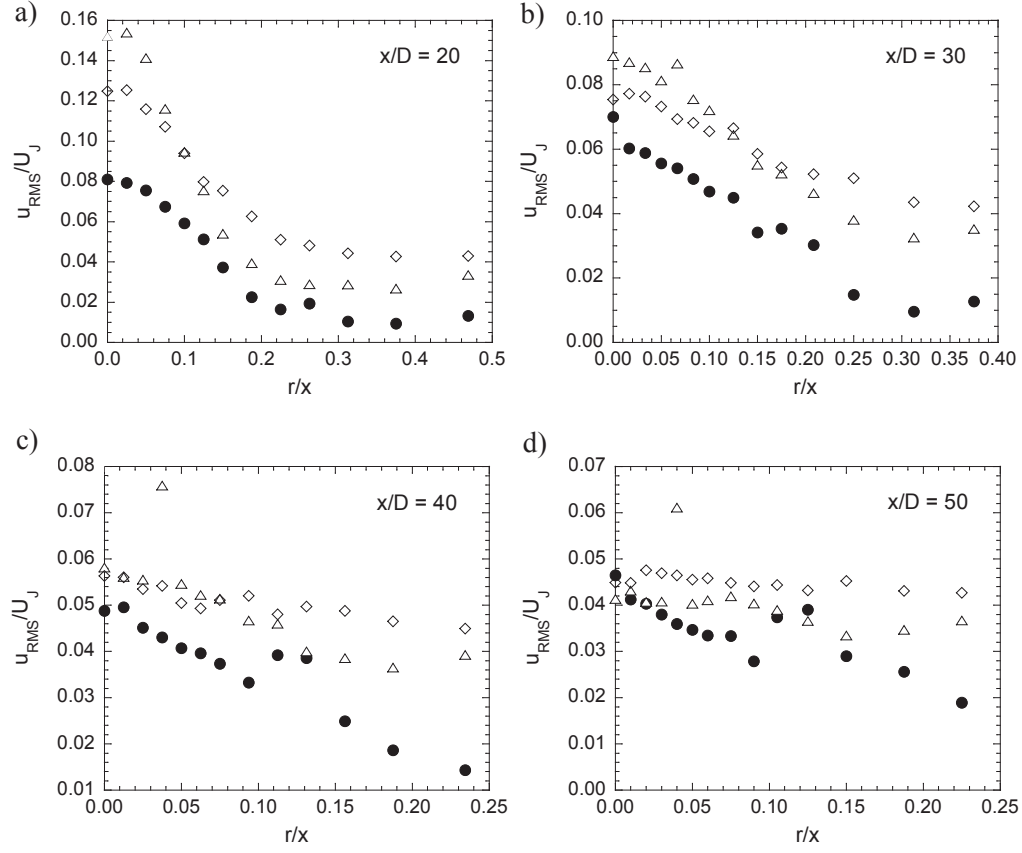 a)
x/D = 20
u_RMS/U_J
0.16
0.14
0.12
0.10
0.08
0.06
0.04
0.02
0.00
0.0 0.1 0.2 0.3 0.4 0.5
r/x
b)
x/D = 30
u_RMS/U_J
0.10
0.08
0.06
0.04
0.02
0.00
0.00 0.05 0.10 0.15 0.20 0.25 0.30 0.35 0.40
r/x
c)
x/D = 40
u_RMS/U_J
0.08
0.07
0.06
0.05
0.04
0.03
0.02
0.01
0.00 0.05 0.10 0.15 0.20 0.25
r/x
d)
x/D = 50
u_RMS/U_J
0.07
0.06
0.05
0.04
0.03
0.02
0.01
0.00
0.00 0.05 0.10 0.15 0.20 0.25
r/x